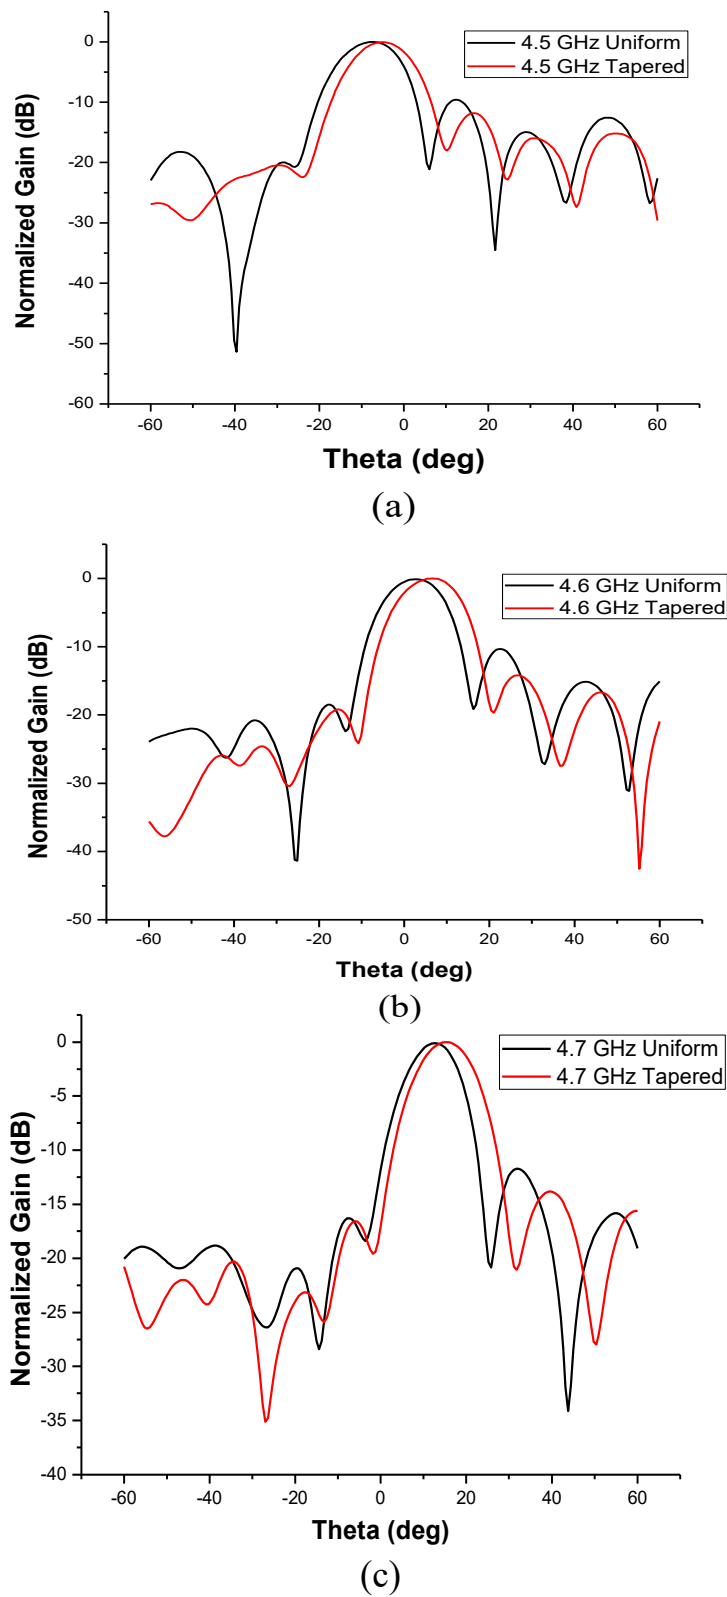 0
-10
-20
-30
-40
-50
-60
Normalized Gain (dB)
4.5 GHz Uniform
4.5 GHz Tapered
-60 -40 -20 0 20 40 60
Theta (deg)
(a)
0
-10
-20
-30
-40
-50
Normalized Gain (dB)
4.6 GHz Uniform
4.6 GHz Tapered
-60 -40 -20 0 20 40 60
Theta (deg)
(b)
0
-5
-10
-15
-20
-25
-30
-35
-40
Normalized Gain (dB)
4.7 GHz Uniform
4.7 GHz Tapered
-60 -40 -20 0 20 40 60
Theta (deg)
(c)